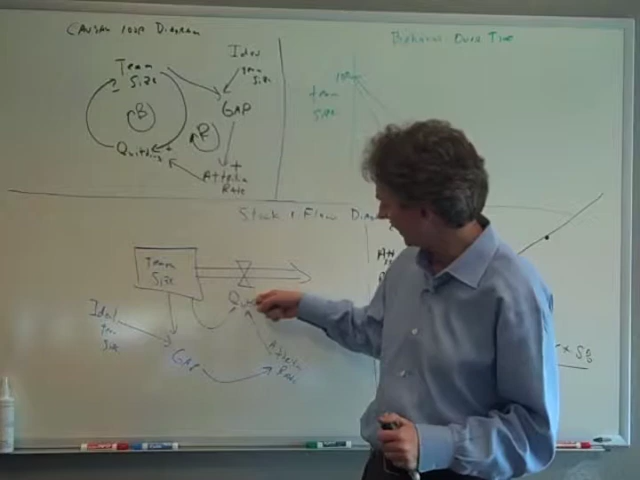 Causal Loop Diagram
Ideal
Team
Size
Team
Size
GAP
B
R
Quitting
+
+
Attrition
Rate
Behavior Over Time
Team
Size
100
Stock & Flow Diagram
Team
Size
Ideal
Size
GAP
Attrition
Rate